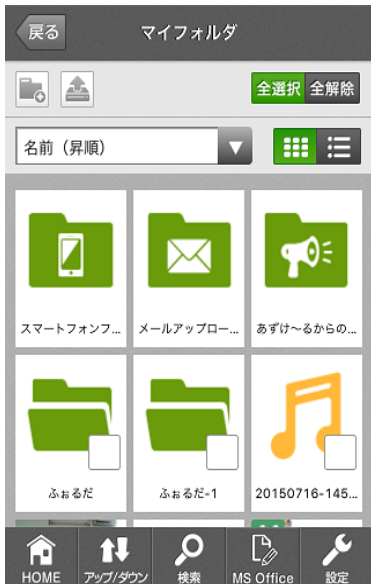 戻る
マイフォルダ
全選択
全解除
名前（昇順）
スマートフォンフ...
メールアップロー...
あずけ～るからの...
ふぉるだ
ふぉるだ-1
20150716-145...
HOME
アップ/ダウン
検索
MS Office
設定